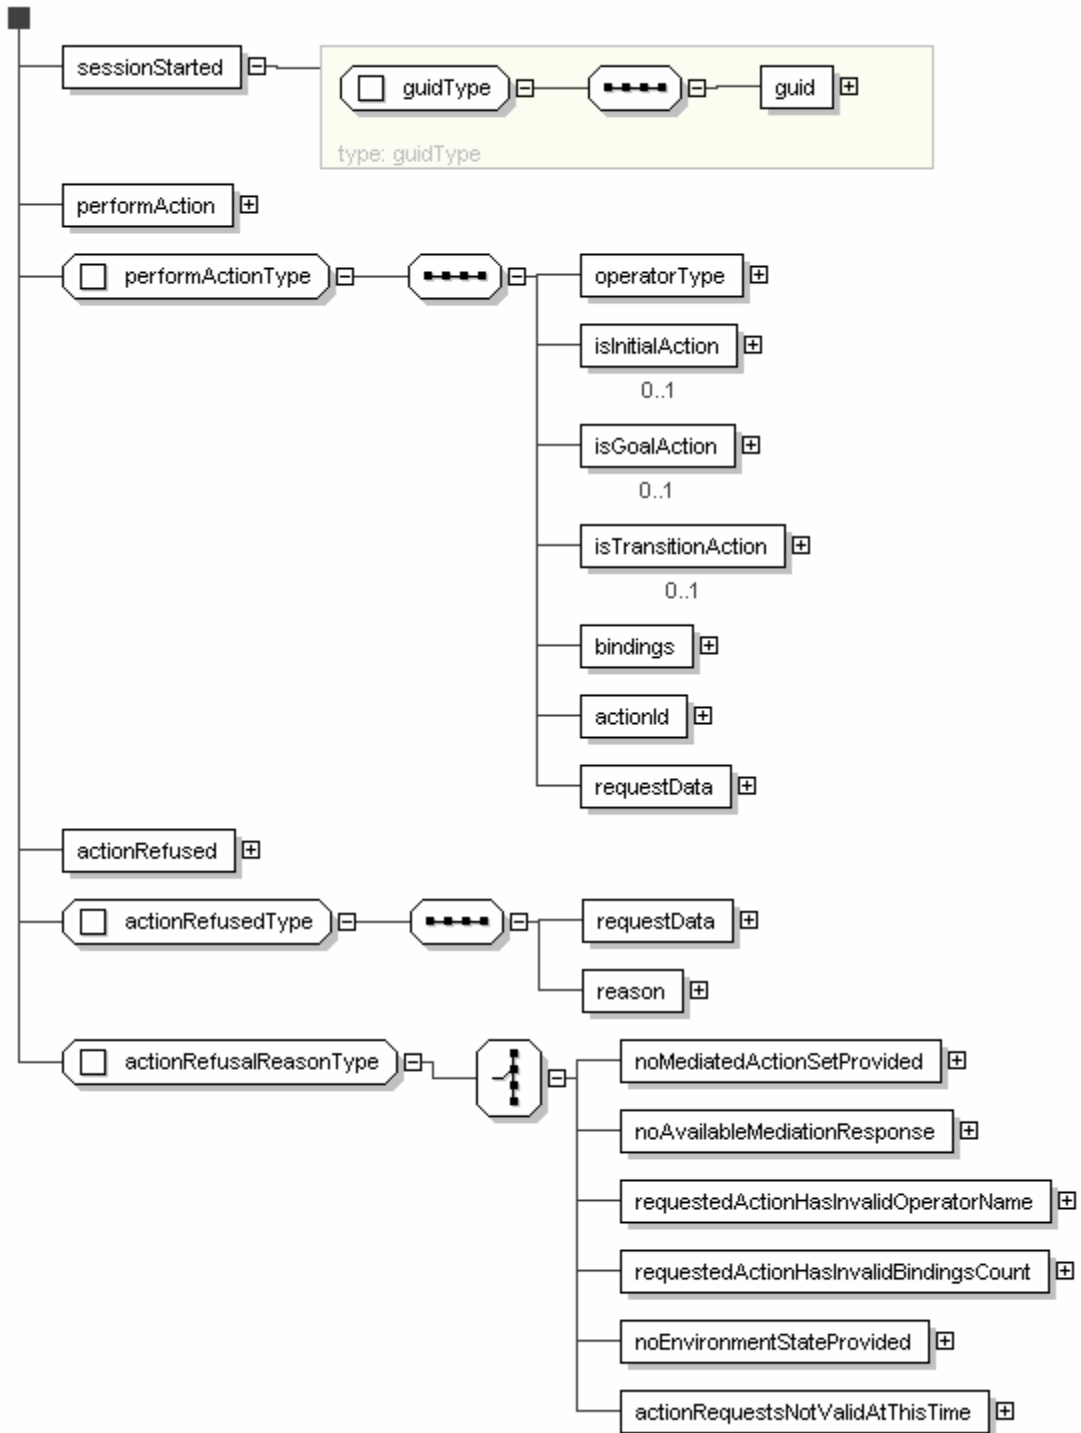 sessionStarted
guidType
guid
type: guidType
performAction
performActionType
operatorType
isInitialAction
0..1
isGoalAction
0..1
isTransitionAction
0..1
bindings
actionId
requestData
actionRefused
actionRefusedType
requestData
reason
actionRefusalReasonType
noMediatedActionSetProvided
noAvailableMediationResponse
requestedActionHasInvalidOperatorName
requestedActionHasInvalidBindingsCount
noEnvironmentStateProvided
actionRequestsNotValidAtThisTime